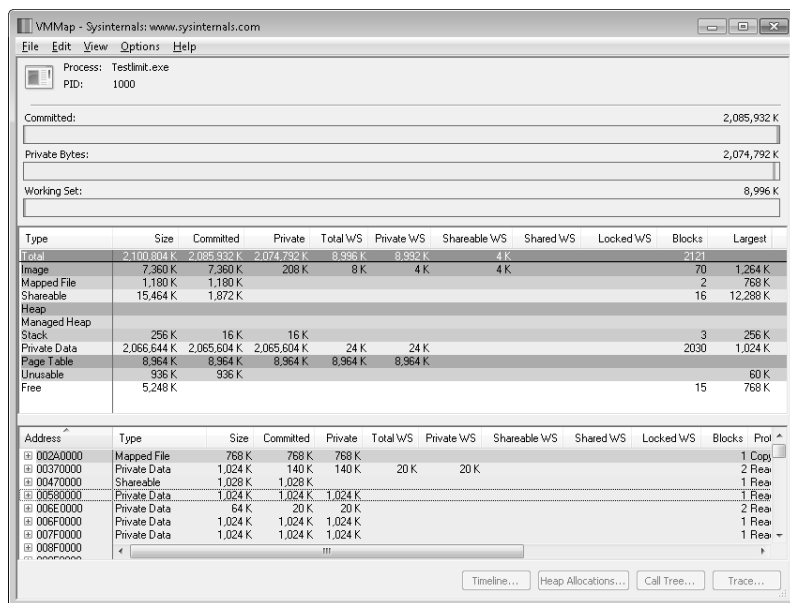 VMMap - Sysinternals: www.sysinternals.com
File Edit View Options Help
Process: Testlimit.exe
PID: 1000
Committed: 2,085,932 K
Private Bytes: 2,074,792 K
Working Set: 8,996 K
Type Size Committed Private Total WS Private WS Shareable WS Shared WS Locked WS Blocks Largest
Total 2,100,804 K 2,085,932 K 2,074,792 K 8,996 K 8,992 K 4 K 2121
Image 7,360 K 7,360 K 208 K 8 K 4 K 4 K 70 1,264 K
Mapped File 1,180 K 1,180 K 2 768 K
Shareable 15,464 K 1,872 K 16 12,288 K
Heap
Managed Heap
Stack 256 K 16 K 16 K 3 256 K
Private Data 2,066,644 K 2,065,604 K 2,065,604 K 24 K 24 K 2030 1,024 K
Page Table 8,964 K 8,964 K 8,964 K 8,964 K 8,964 K
Unusable 936 K 936 K 60 K
Free 5,248 K 15 768 K
Address Type Size Committed Private Total WS Private WS Shareable WS Shared WS Locked WS Blocks
002A0000 Mapped File 768 K 768 K 768 K 1
00370000 Private Data 1,024 K 140 K 140 K 20 K 20 K 2
00470000 Shareable 1,028 K 1,028 K 1
00580000 Private Data 1,024 K 1,024 K 1,024 K 1
006E0000 Private Data 64 K 20 K 20 K 2
006F0000 Private Data 1,024 K 1,024 K 1,024 K 1
007F0000 Private Data 1,024 K 1,024 K 1,024 K 1
008F0000
Timeline... Heap Allocations... Call Tree... Trace...